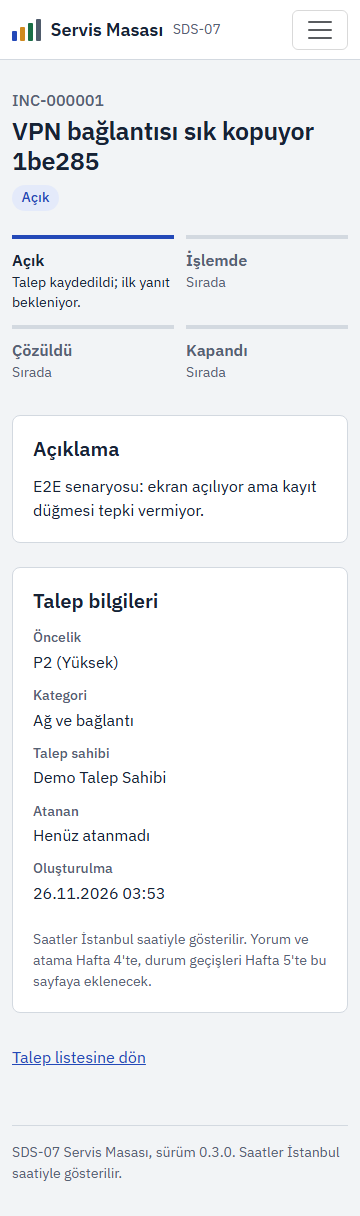 Servis Masası SDS-07
INC-000001
VPN bağlantısı sık kopuyor
1be285
Açık
Açık
Talep kaydedildi; ilk yanıt
bekleniyor.
İşlemde
Sırada
Çözüldü
Sırada
Kapandı
Sırada
Açıklama
E2E senaryosu: ekran açılıyor ama kayıt
düğmesi tepki vermiyor.
Talep bilgileri
Öncelik
P2 (Yüksek)
Kategori
Ağ ve bağlantı
Talep sahibi
Demo Talep Sahibi
Atanan
Henüz atanmadı
Oluşturulma
26.11.2026 03:53
Saatler İstanbul saatiyle gösterilir. Yorum ve
atama Hafta 4'te, durum geçişleri Hafta 5'te bu
sayfaya eklenecek.
Talep listesine dön
SDS-07 Servis Masası, sürüm 0.3.0. Saatler İstanbul
saatiyle gösterilir.